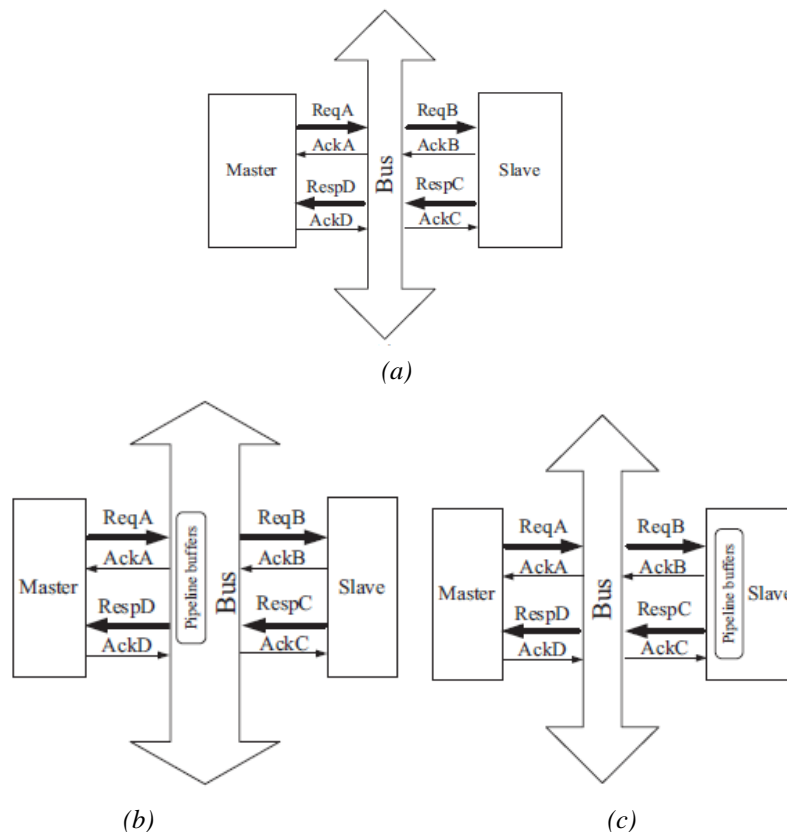 ReqA
ReqB
AckA
AckB
Master
Bus
Slave
RespD
RespC
AckD
AckC
(a)
ReqA
ReqB
AckA
AckB
Master
Pipeline buffers
Bus
Slave
RespD
RespC
AckD
AckC
(b)
ReqA
ReqB
AckA
AckB
Master
Bus
Pipeline buffers
Slave
RespD
RespC
AckD
AckC
(c)